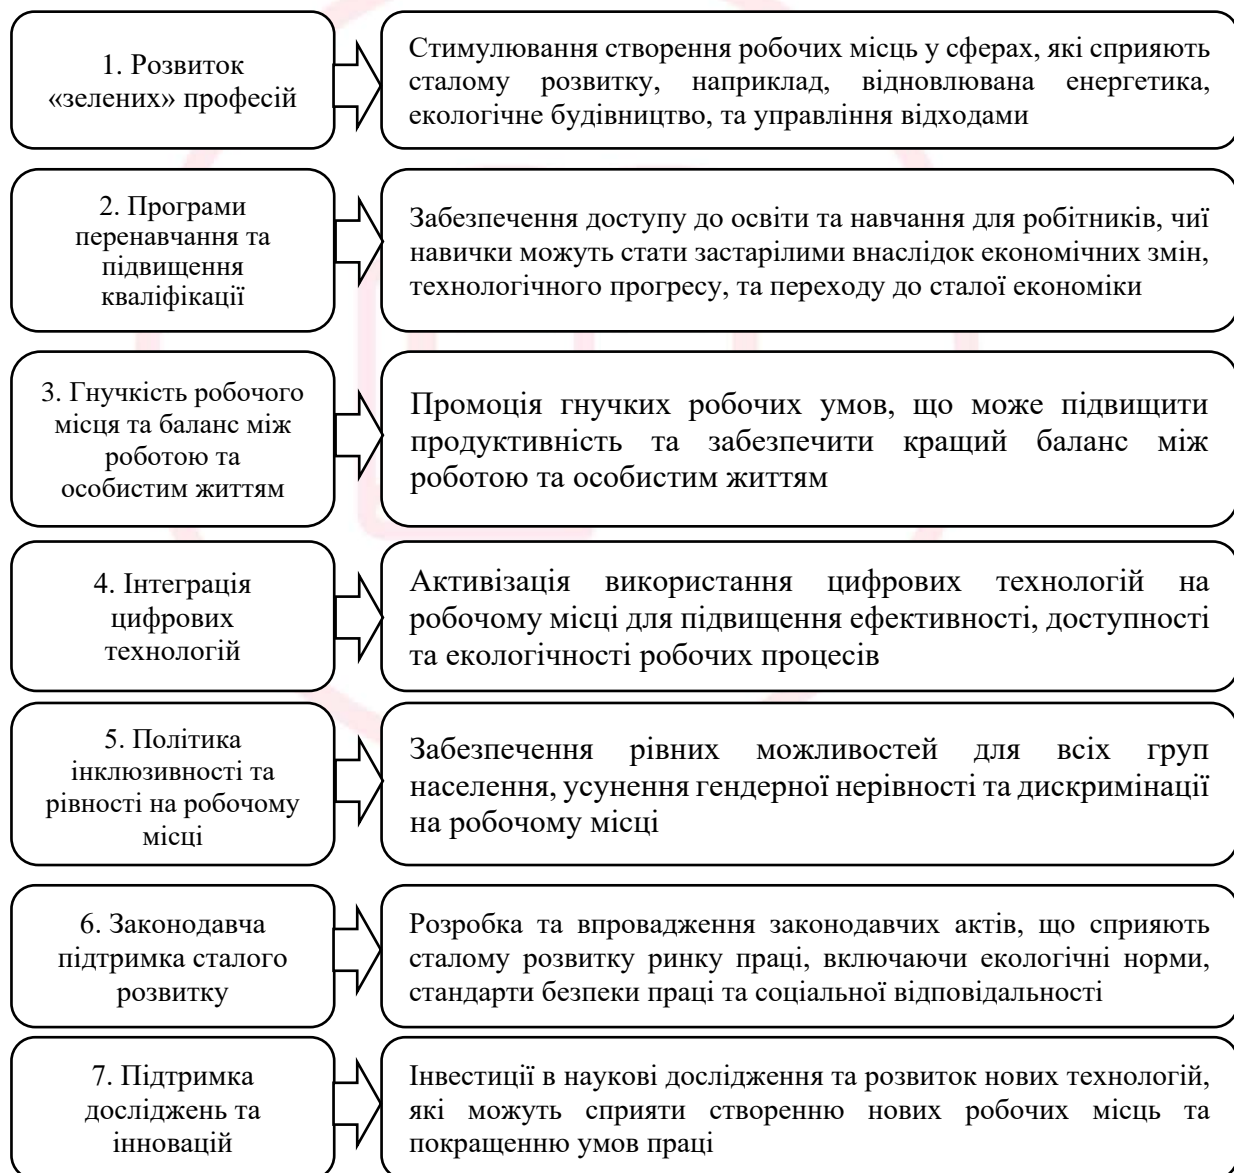 1. Розвиток
«зелених» професій
Стимулювання створення робочих місць у сферах, які сприяють
сталому розвитку, наприклад, відновлювана енергетика,
екологічне будівництво, та управління відходами
2. Програми
перенавчання та
підвищення
кваліфікації
Забезпечення доступу до освіти та навчання для робітників, чиї
навички можуть стати застарілими внаслідок економічних змін,
технологічного прогресу, та переходу до сталої економіки
3. Гнучкість робочого
місця та баланс між
роботою та
особистим життям
Промоція гнучких робочих умов, що може підвищити
продуктивність та забезпечити кращий баланс між
роботою та особистим життям
4. Інтеграція
цифрових
технологій
Активізація використання цифрових технологій на
робочому місці для підвищення ефективності, доступності
та екологічності робочих процесів
5. Політика
інклюзивності та
рівності на робочому
місці
Забезпечення рівних можливостей для всіх груп
населення, усунення гендерної нерівності та дискримінації
на робочому місці
6. Законодавча
підтримка сталого
розвитку
Розробка та впровадження законодавчих актів, що сприяють
сталому розвитку ринку праці, включаючи екологічні норми,
стандарти безпеки праці та соціальної відповідальності
7. Підтримка
досліджень та
інновацій
Інвестиції в наукові дослідження та розвиток нових технологій,
які можуть сприяти створенню нових робочих місць та
покращенню умов праці